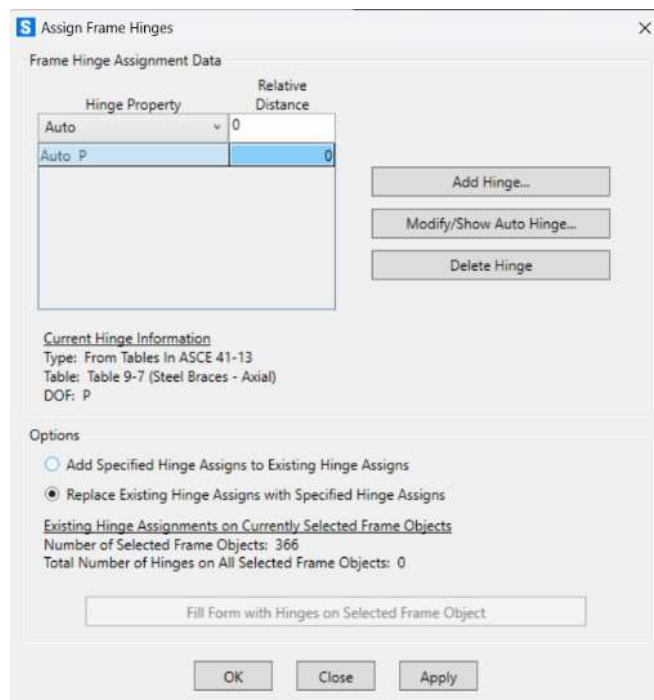 S Assign Frame Hinges
Frame Hinge Assignment Data
Relative
Hinge Property Distance
Auto 0
Auto P 0
Add Hinge...
Modify/Show Auto Hinge...
Delete Hinge
Current Hinge Information
Type: From Tables In ASCE 41-13
Table: Table 9-7 (Steel Braces - Axial)
DOF: P
Options
Add Specified Hinge Assigns to Existing Hinge Assigns
Replace Existing Hinge Assigns with Specified Hinge Assigns
Existing Hinge Assignments on Currently Selected Frame Objects
Number of Selected Frame Objects: 366
Total Number of Hinges on All Selected Frame Objects: 0
Fill Form with Hinges on Selected Frame Object
OK Close Apply